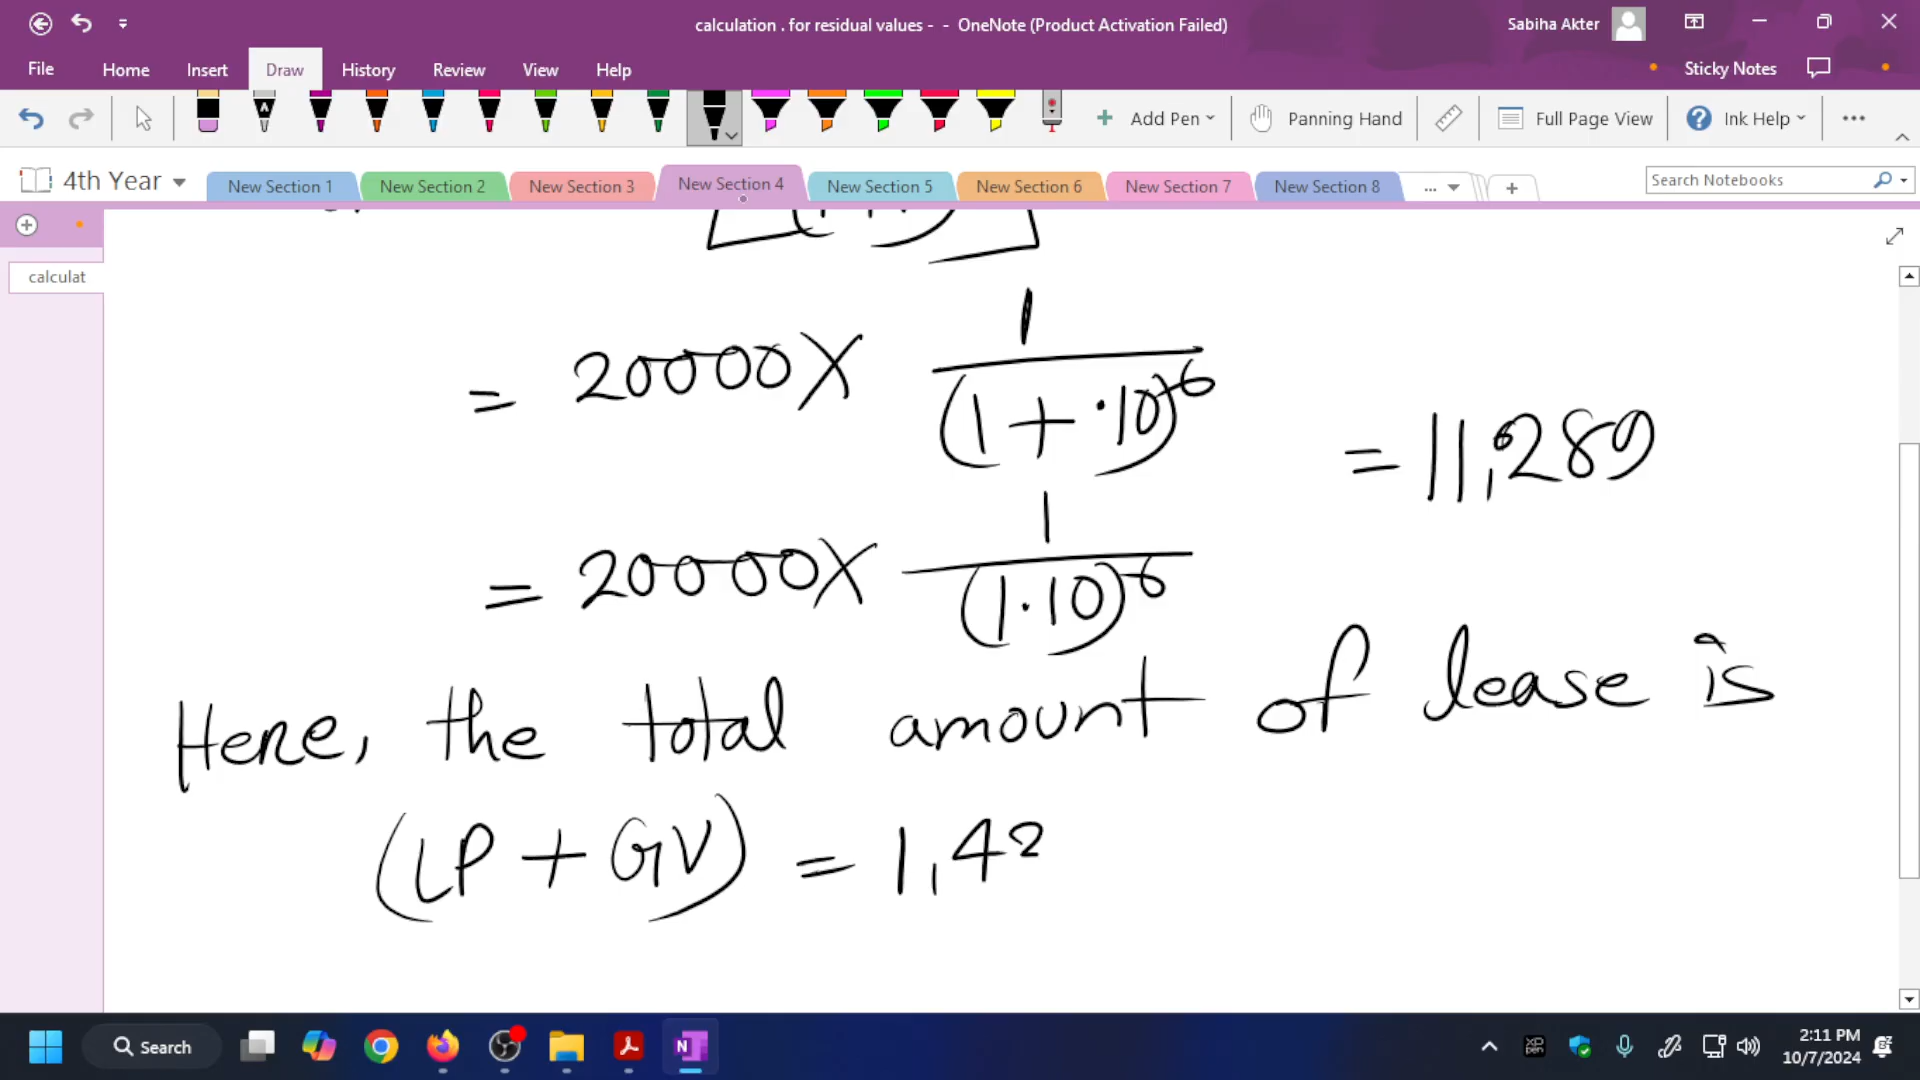 calculation . for residual values - - OneNote (Product Activation Failed)
Sabiha Akter
File Home Insert Draw History Review View Help
Sticky Notes
Add Pen
Panning Hand
Full Page View
Ink Help
4th Year
New Section 1
New Section 2
New Section 3
New Section 4
New Section 5
New Section 6
New Section 7
New Section 8
...
Search Notebooks
calculat
= 20000 X 1 / (1 + .10)^6
= 11,289
= 20000 X 1 / (1.10)^6
Here, the total amount of lease is
(LP + GV) = 1,42
Search
2:11 PM
10/7/2024